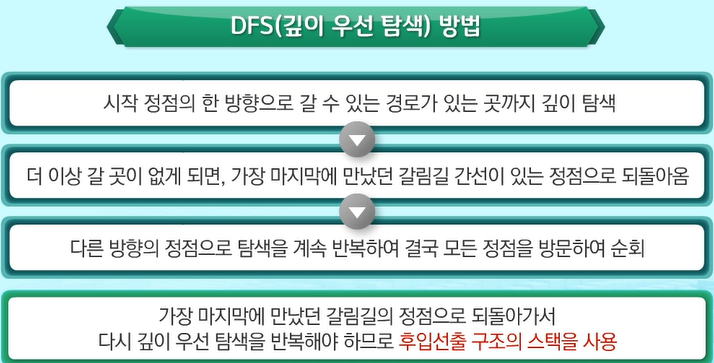 DFS(깊이 우선 탐색) 방법
시작 정점의 한 방향으로 갈 수 있는 경로가 있는 곳까지 깊이 탐색
더 이상 갈 곳이 없게 되면, 가장 마지막에 만났던 갈림길 간선이 있는 정점으로 되돌아옴
다른 방향의 정점으로 탐색을 계속 반복하여 결국 모든 정점을 방문하여 순회
가장 마지막에 만났던 갈림길의 정점으로 되돌아가서
다시 깊이 우선 탐색을 반복해야 하므로 후입선출 구조의 스택을 사용